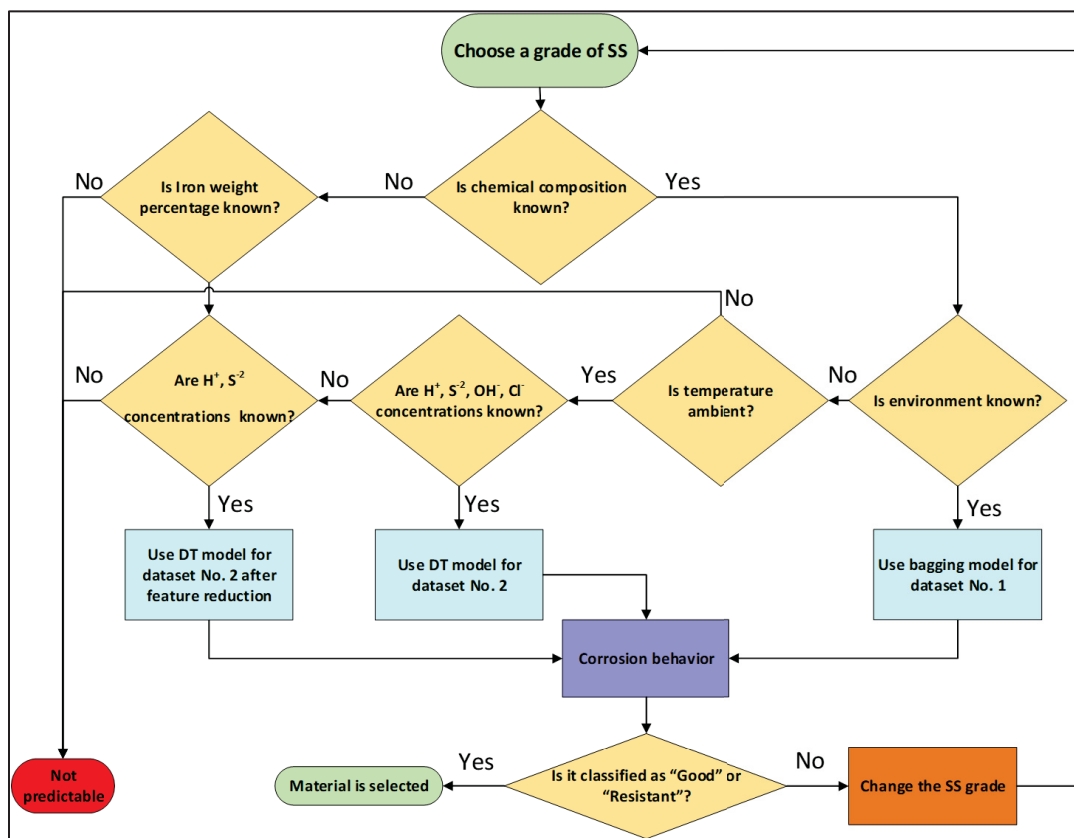 Choose a grade of SS
No
Is Iron weight
percentage known?
No
Is chemical composition
known?
Yes
No
No
Are H⁺, S⁻²
concentrations known?
No
Are H⁺, S⁻², OH⁻, Cl⁻
concentrations known?
Yes
Is temperature
ambient?
No
Is environment known?
Yes
Yes
Yes
Use DT model for
dataset No. 2 after
feature reduction
Use DT model for
dataset No. 2
Use bagging model for
dataset No. 1
Corrosion behavior
Not
predictable
Material is selected
Yes
Is it classified as “Good” or
“Resistant”?
No
Change the SS grade